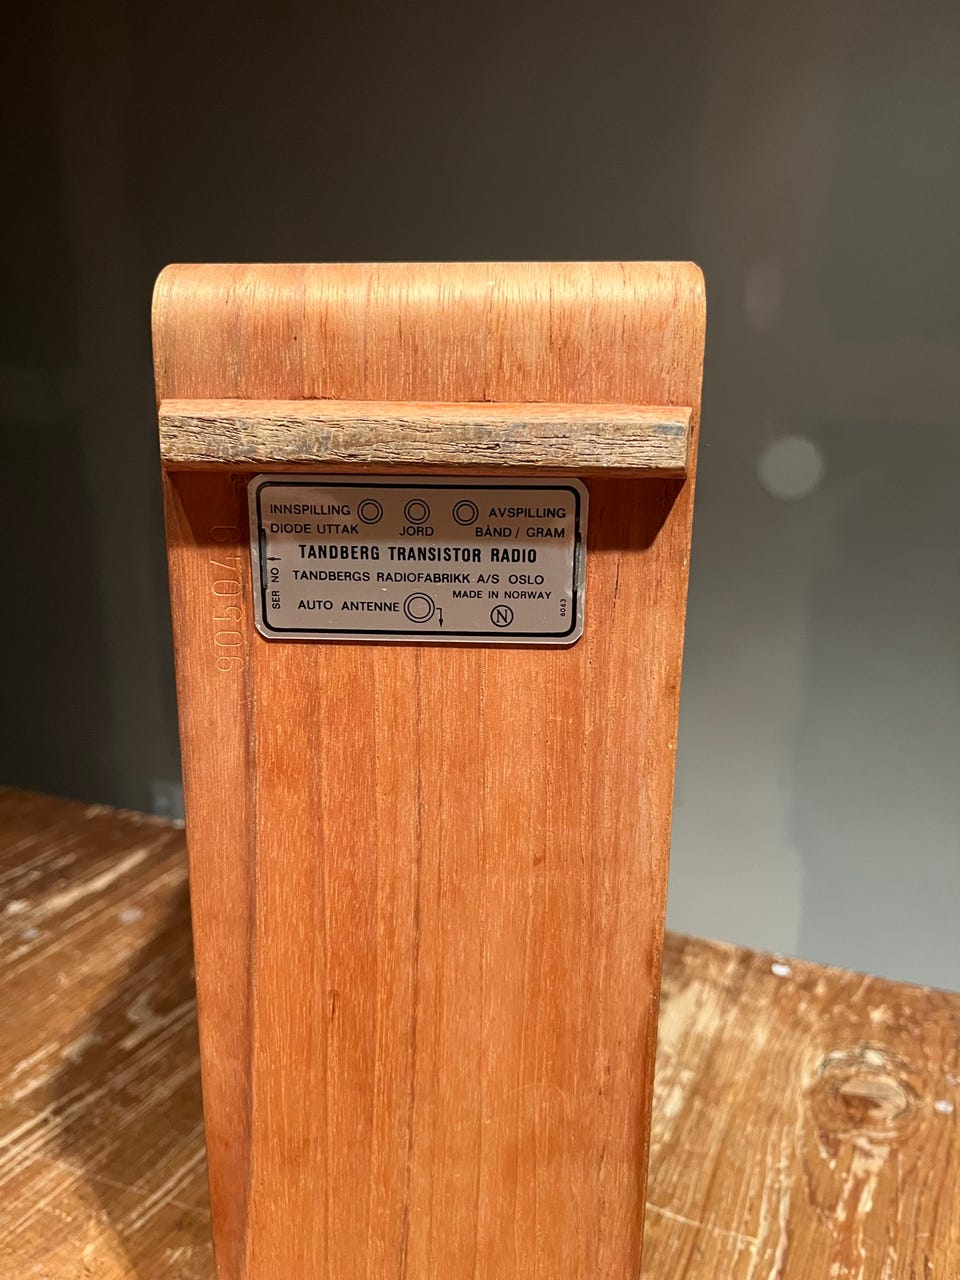 INNSPILLING AVSPILLING
DIODE UTTAK JORD BÅND / GRAM
TANDBERG TRANSISTOR RADIO
TANDBERGS RADIOFABRIKK A/S OSLO
MADE IN NORWAY
AUTO ANTENNE N
SER NO
6063
905049